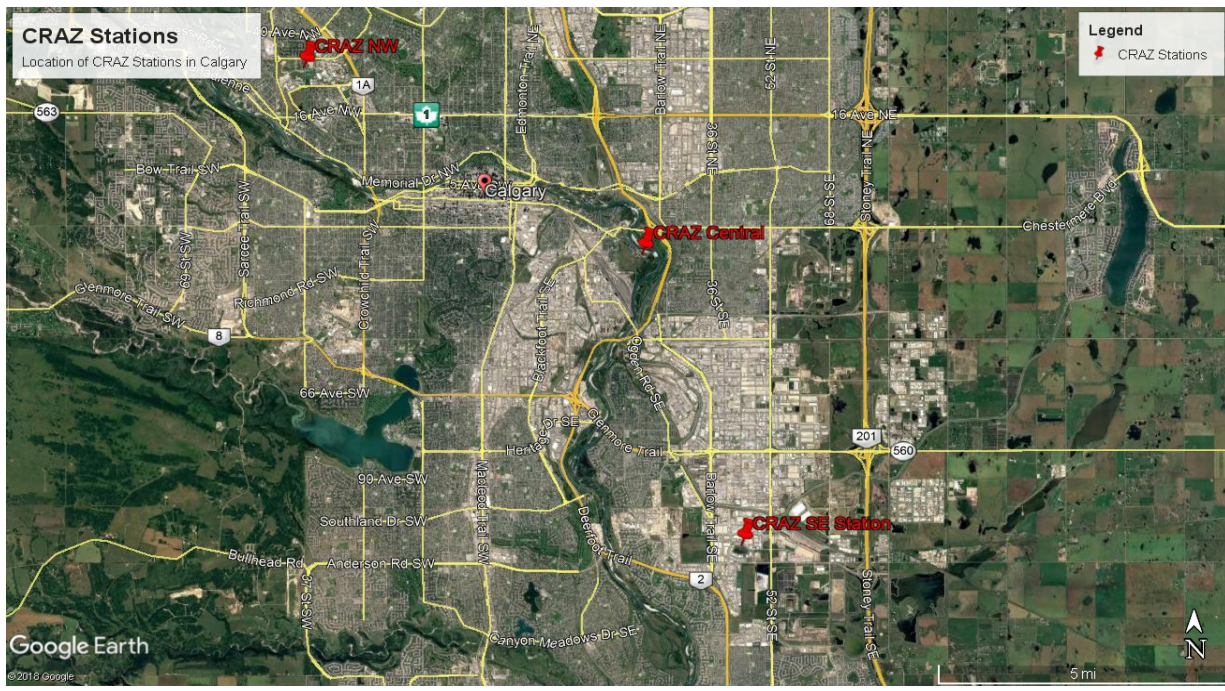 CRAZ Stations
Location of CRAZ Stations in Calgary
Legend
CRAZ Stations
CRAZ NW
1A
Edmonton Trail NE
Barlow Trail NE
52 St NE
563
16 Ave NW
1
16 Ave NE
36 St NE
Stoney Trail NE
Bow Trail SW
Memorial Dr NW
Calgary
68 St SE
Chestermere Blvd
CRAZ Central
69 St SW
Sarcee Trail SW
Crowchild Trail SW
Richmond Rd SW
Glenmore Trail SW
8
Blackfoot Trail SE
36 St SE
Ogden Rd SE
66 Ave SW
Heritage Dr SE
Glenmore Trail
201
560
90 Ave SW
Macleod Trail SW
Barlow Trail SE
Southland Dr SW
Deerfoot Trail
CRAZ SE Station
Bullhead Rd
Anderson Rd SW
2
52 St SE
Stoney Trail SE
Canyon Meadows Dr SE
Google Earth
©2018 Google
N
5 mi